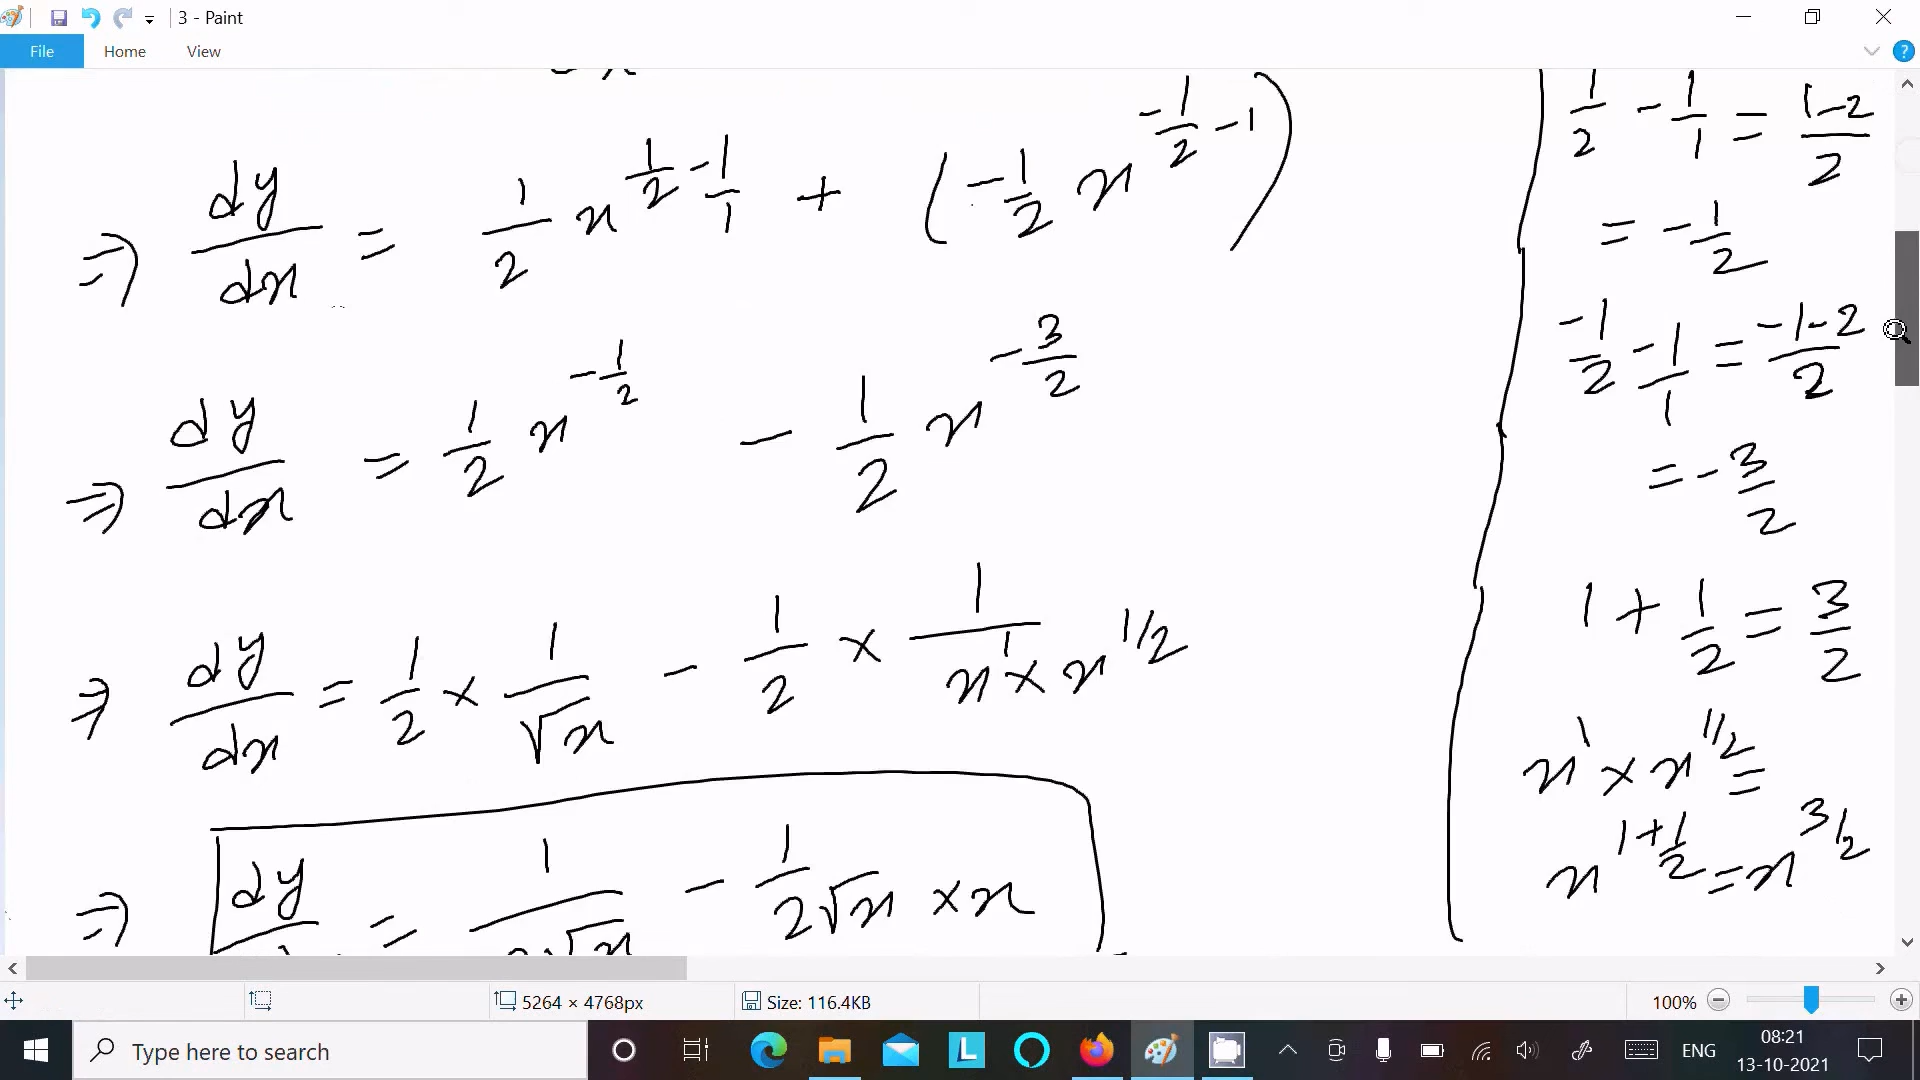 3 - Paint
File Home View
⇒ dy/dx = 1/2 x^(1/2 - 1/1) + (-1/2 x^(-1/2 - 1))
⇒ dy/dx = 1/2 x^(-1/2) - 1/2 x^(-3/2)
⇒ dy/dx = 1/2 × 1/√x - 1/2 × 1/(x^1 × x^(1/2))
⇒ dy = 1/(2√x) - 1/(2√x × x)
1/2 - 1/1 = (1-2)/2
= -1/2
-1/2 - 1/1 = (-1-2)/2
= -3/2
1 + 1/2 = 3/2
x^1 × x^(1/2) =
x^(1+1/2) = x^(3/2)
5264 × 4768px Size: 116.4KB 100%
Type here to search
L
ENG
08:21
13-10-2021